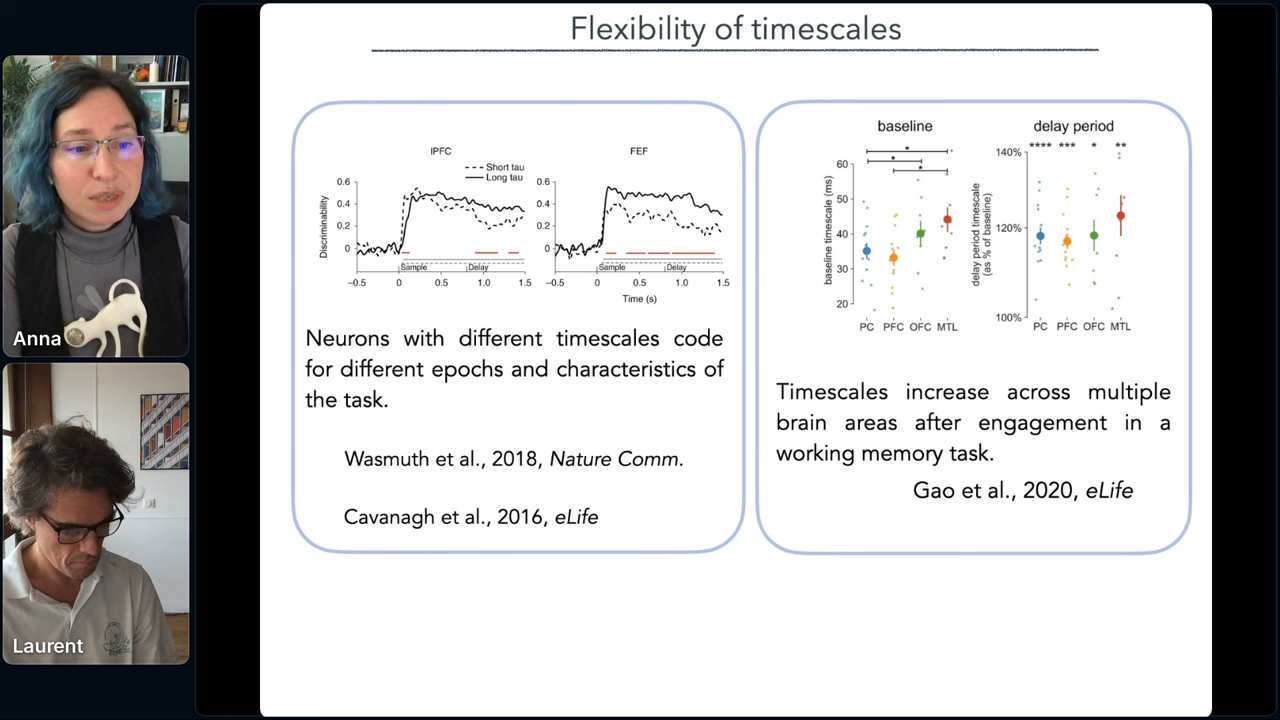 Flexibility of timescales
Anna
Laurent
lPFC
FEF
Short tau
Long tau
Discriminability
0.6
0.4
0.2
0
Sample
Delay
−0.5
0
0.5
1.0
1.5
0.6
0.4
0.2
0
Sample
Delay
−0.5
0
0.5
1.0
1.5
Time (s)
Neurons with different timescales code
for different epochs and characteristics of
the task.
Wasmuth et al., 2018, Nature Comm.
Cavanagh et al., 2016, eLife
baseline
baseline timescale (ms)
60
50
40
30
20
*
*
*
PC PFC OFC MTL
delay period
**** *** * **
delay period timescale
(as % of baseline)
140%
120%
100%
PC PFC OFC MTL
Timescales increase across multiple
brain areas after engagement in a
working memory task.
Gao et al., 2020, eLife